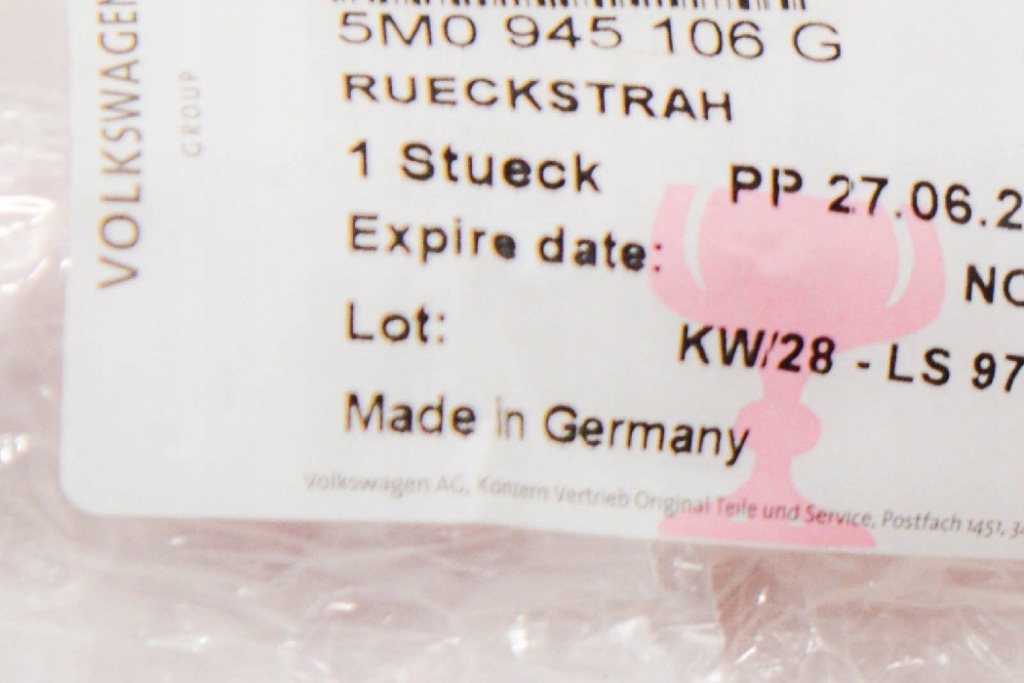 VOLKSWAGEN
GROUP
5M0 945 106 G
RUECKSTRAH
1 Stueck PP 27.06.2
Expire date: NO
Lot: KW/28 - LS 97
Made in Germany
Volkswagen AG, Konzern Vertrieb Original Teile und Service, Postfach 1451, 3